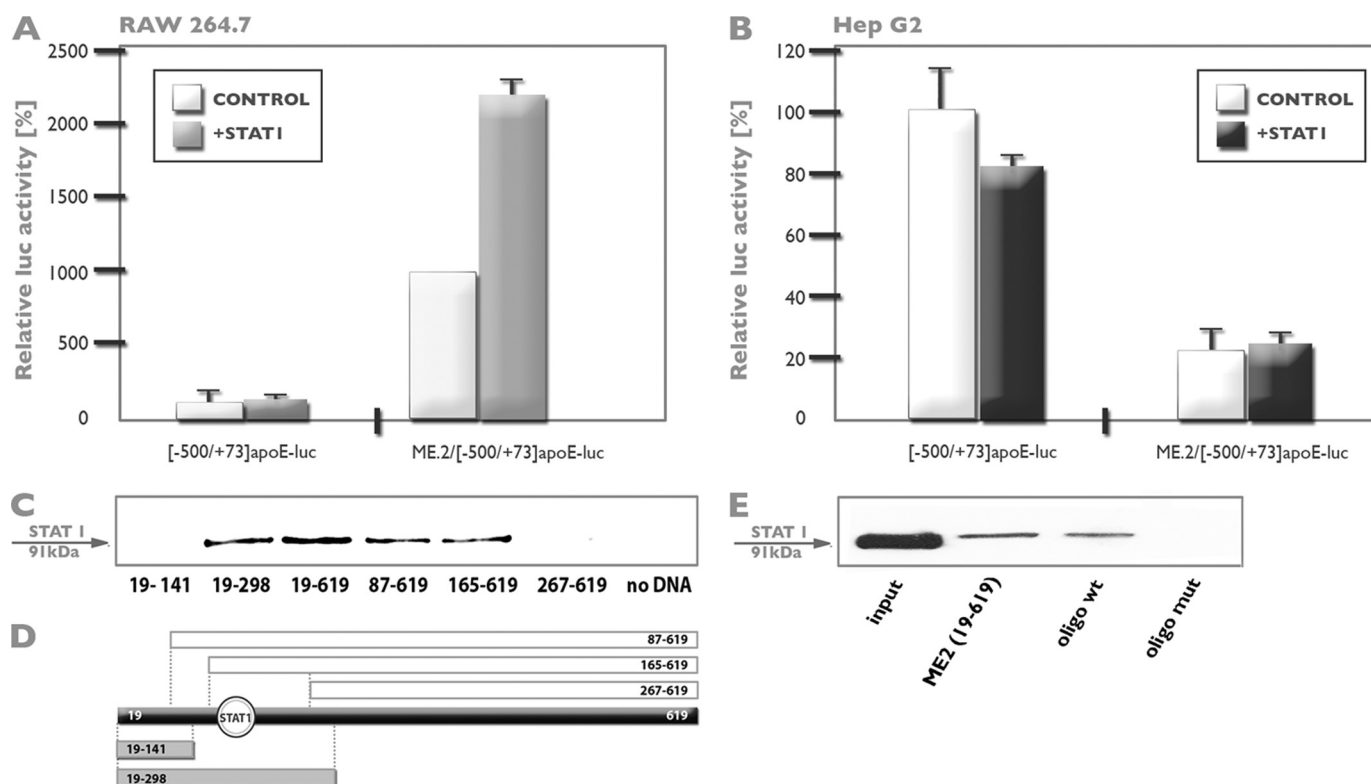 A RAW 264.7
Relative luc activity [%]
2500
2000
1500
1000
500
0
CONTROL
+STAT1
[-500/+73]apoE-luc
ME.2/[-500/+73]apoE-luc
B Hep G2
Relative luc activity [%]
120
100
80
60
40
20
0
CONTROL
+STAT1
[-500/+73]apoE-luc
ME.2/[-500/+73]apoE-luc
C
STAT 1
91kDa
19- 141 19-298 19-619 87-619 165-619 267-619 no DNA
D
87-619
165-619
267-619
19 STAT1 619
19-141
19-298
E
STAT 1
91kDa
input
ME2 (19-619)
oligo wt
oligo mut